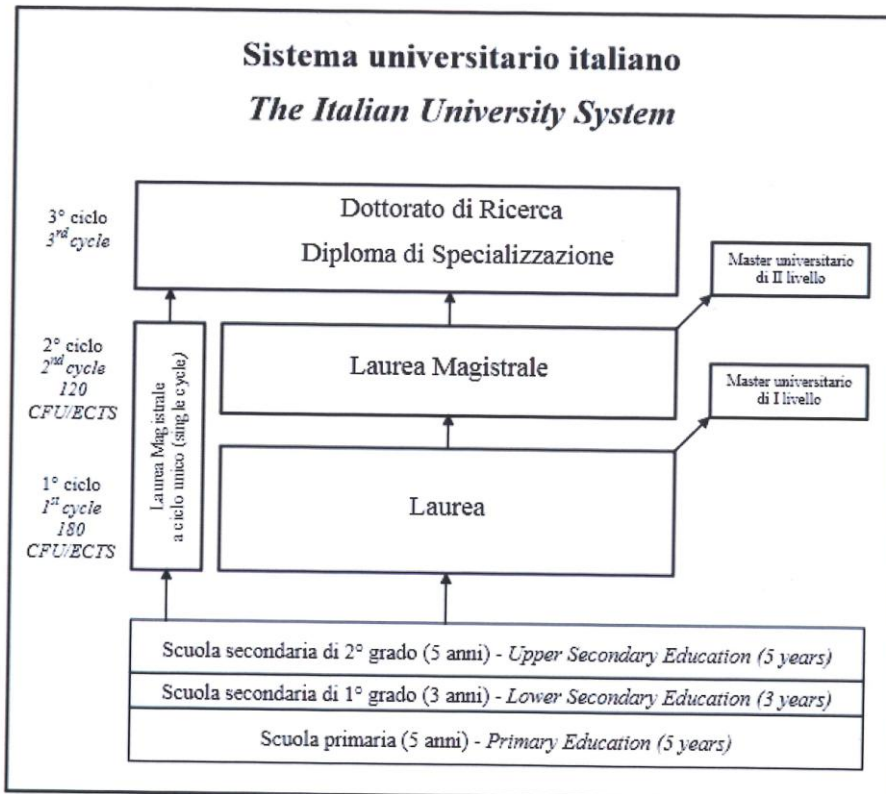 Sistema universitario italiano
The Italian University System
3° ciclo
3rd cycle
Dottorato di Ricerca
Diploma di Specializzazione
Master universitario
di II livello
2° ciclo
2nd cycle
120
CFU/ECTS
Laurea Magistrale
a ciclo unico (single cycle)
Laurea Magistrale
Master universitario
di I livello
1° ciclo
1st cycle
180
CFU/ECTS
Laurea
Scuola secondaria di 2° grado (5 anni) - Upper Secondary Education (5 years)
Scuola secondaria di 1° grado (3 anni) - Lower Secondary Education (3 years)
Scuola primaria (5 anni) - Primary Education (5 years)